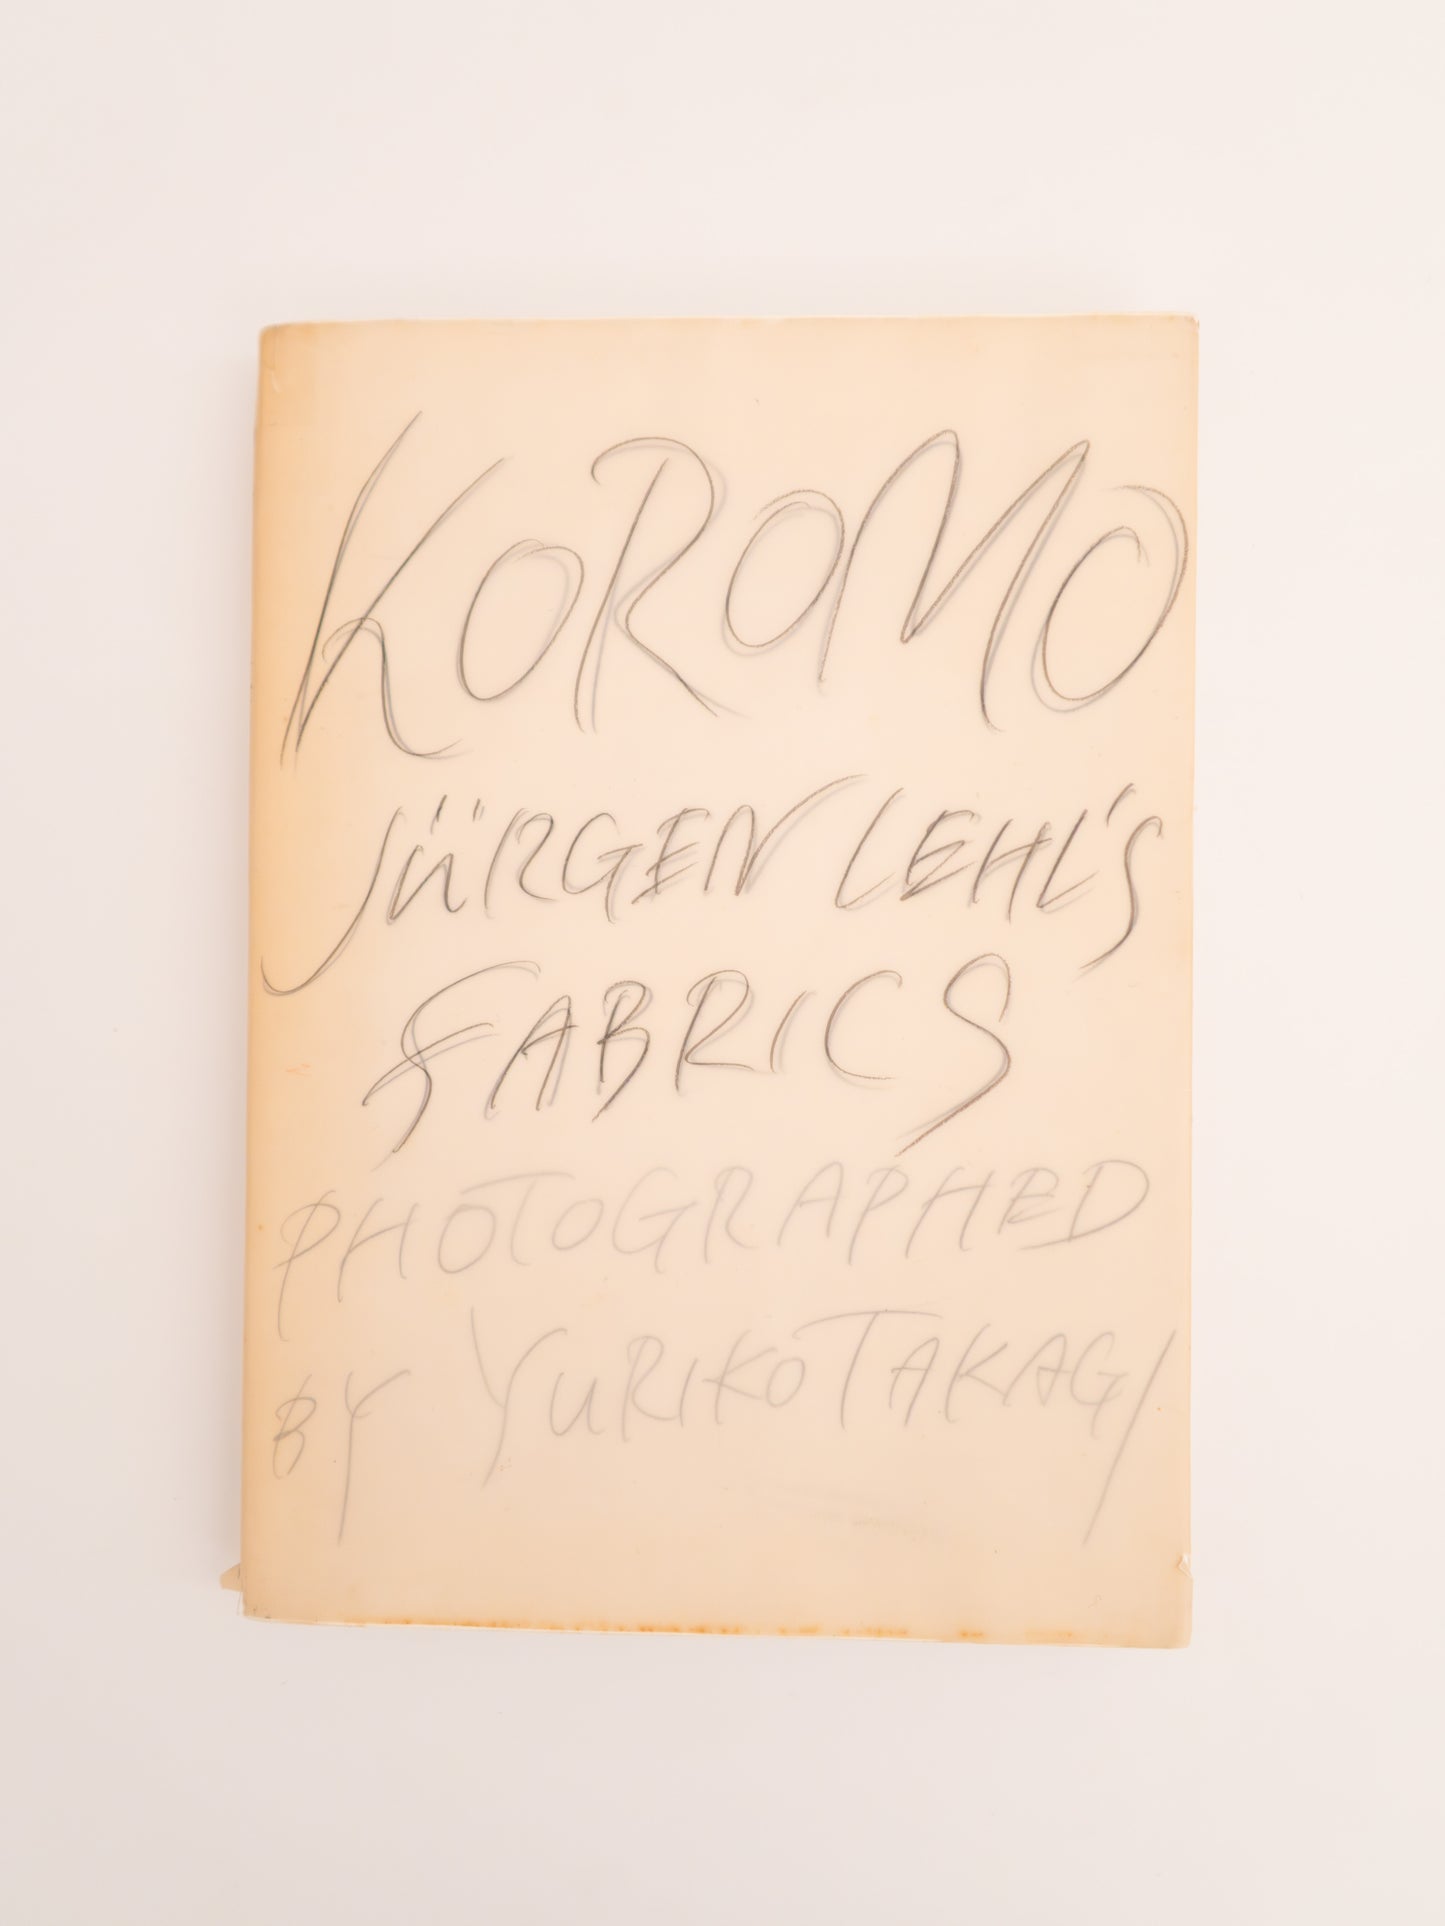 KOROMO
JÜRGEN LEHL'S
FABRICS
PHOTOGRAPHED
BY YURIKO TAKAGI